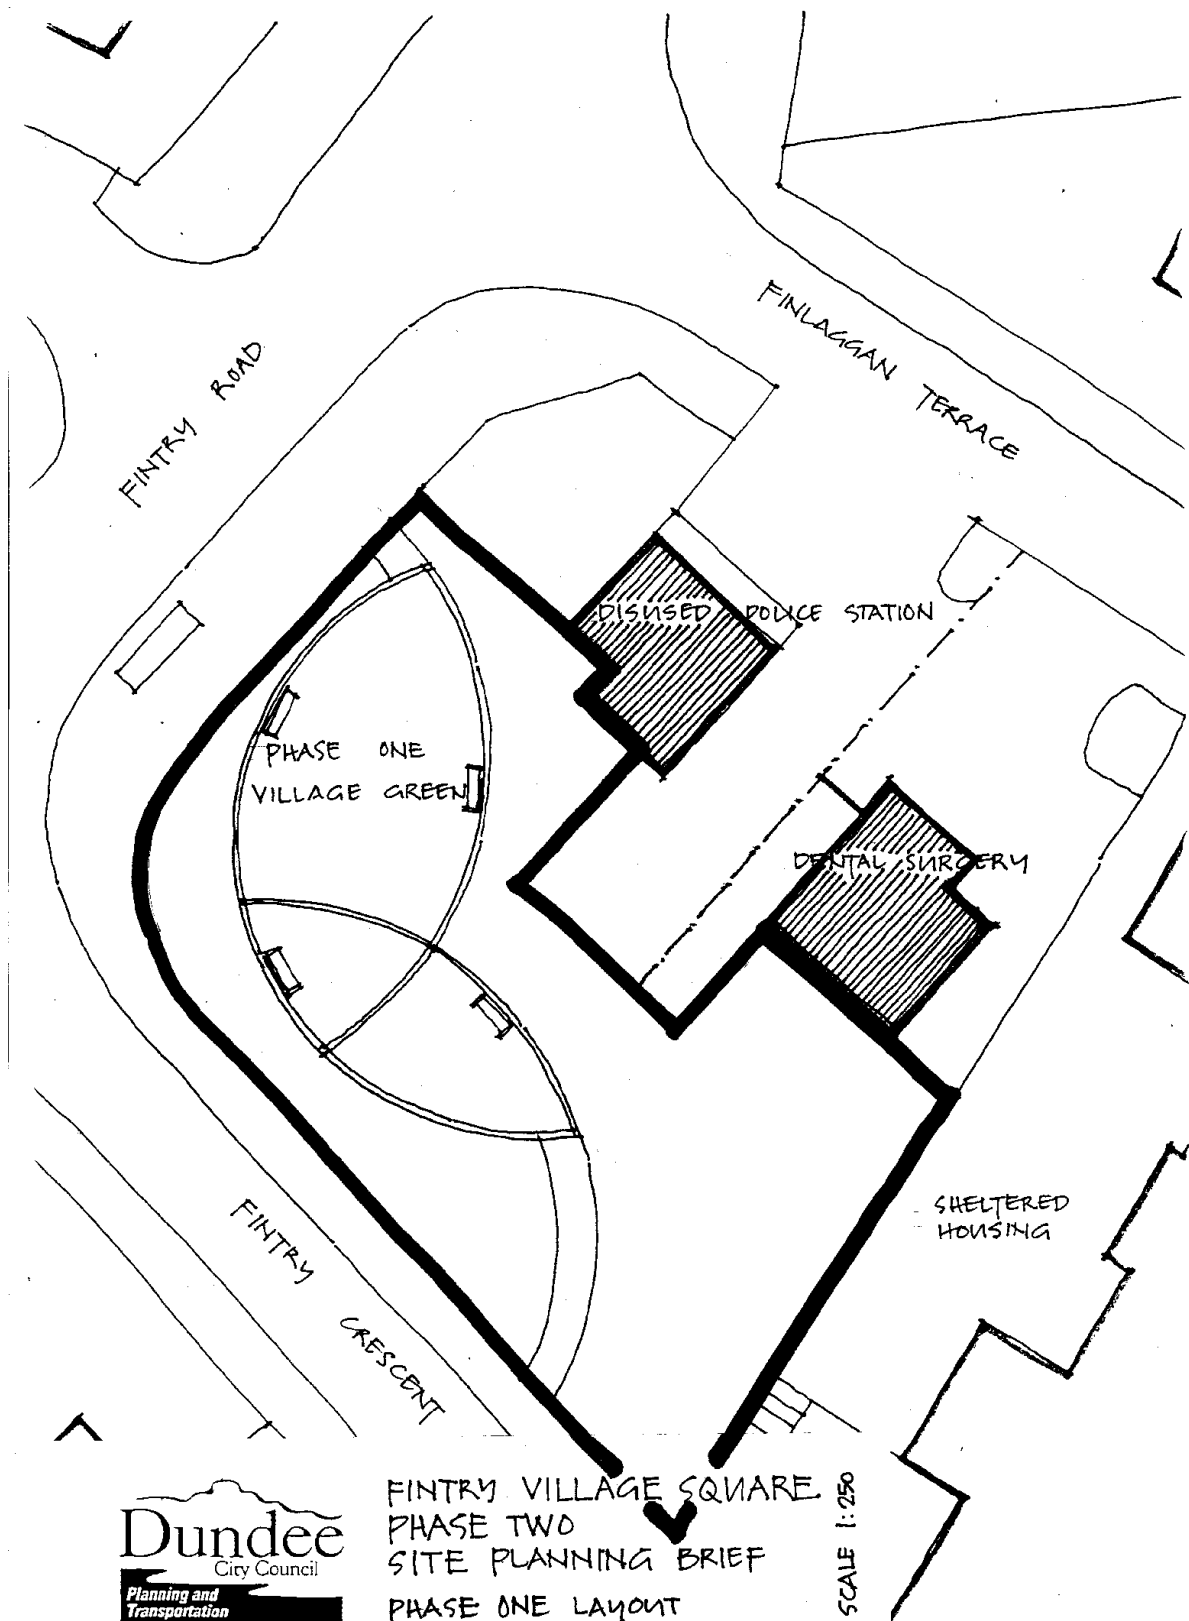 FINLAGGAN TERRACE
FINTRY ROAD
DISUSED POLICE STATION
PHASE ONE
VILLAGE GREEN
DENTAL SURGERY
SHELTERED
HOUSING
FINTRY CRESCENT
Dundee
City Council
Planning and
Transportation
FINTRY VILLAGE SQUARE
PHASE TWO
SITE PLANNING BRIEF
PHASE ONE LAYOUT
SCALE 1:250